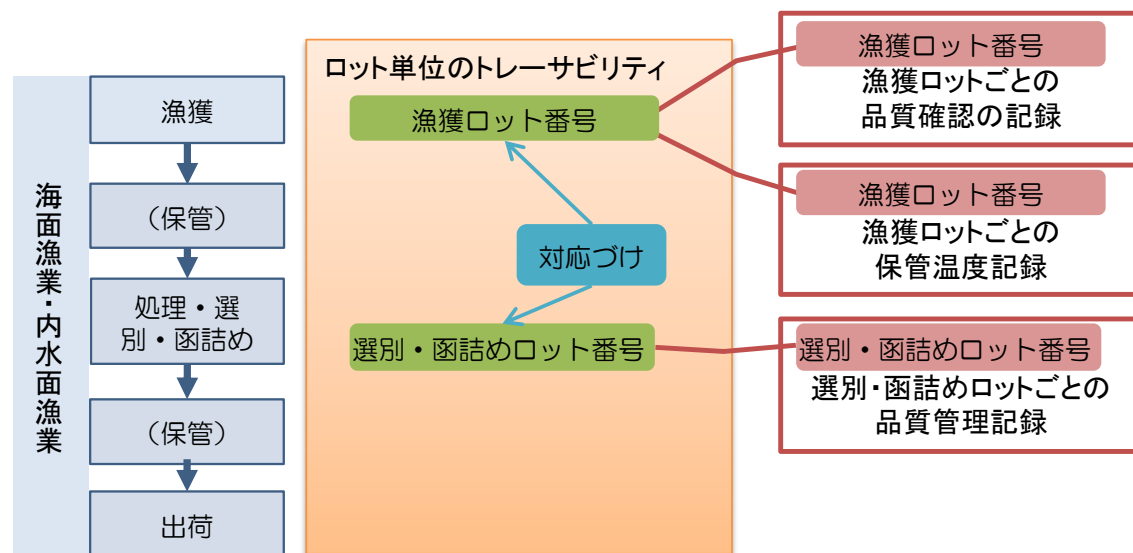 海面漁業・内水面漁業
漁獲
（保管）
処理・選
別・函詰め
（保管）
出荷
ロット単位のトレーサビリティ
漁獲ロット番号
対応づけ
選別・函詰めロット番号
漁獲ロット番号
漁獲ロットごとの
品質確認の記録
漁獲ロット番号
漁獲ロットごとの
保管温度記録
選別・函詰めロット番号
選別・函詰めロットごとの
品質管理記録